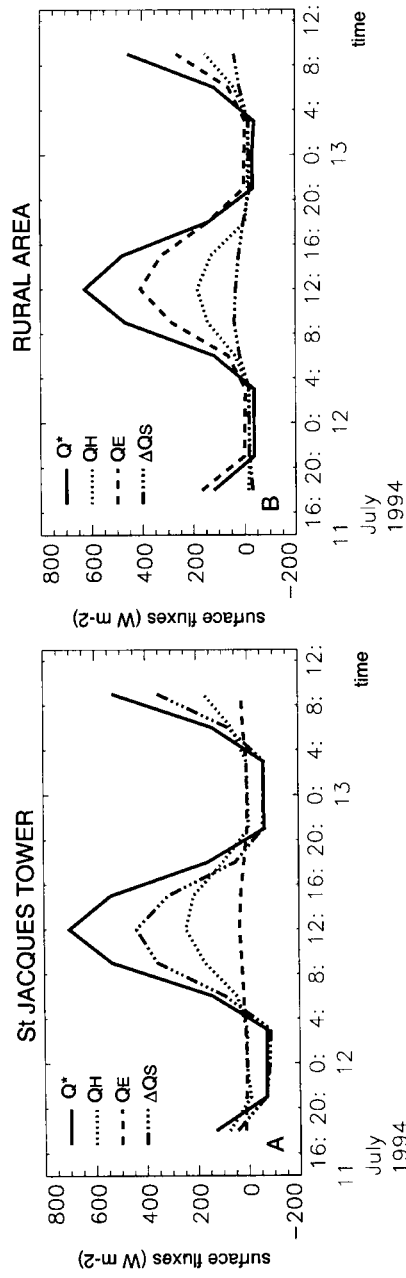 St JACQUES TOWER
surface fluxes (W m-2)
800
600
400
200
0
−200
Q*
QH
QE
ΔQS
A
16: 20: 0: 4: 8: 12: 16: 20: 0: 4: 8: 12:
11 12 13 time
July
1994
RURAL AREA
surface fluxes (W m-2)
800
600
400
200
0
−200
Q*
QH
QE
ΔQS
B
16: 20: 0: 4: 8: 12: 16: 20: 0: 4: 8: 12:
11 12 13 time
July
1994